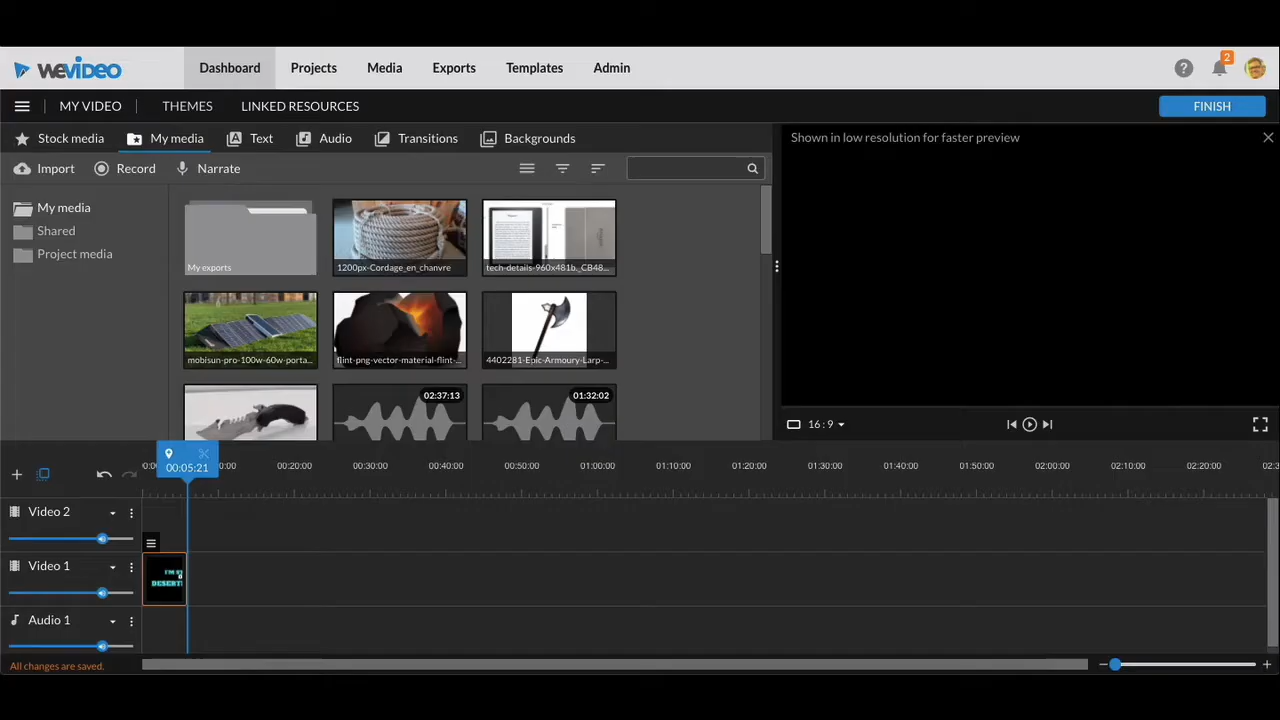 WEVIDEO
Dashboard Projects Media Exports Templates Admin
2
MY VIDEO THEMES LINKED RESOURCES
FINISH
Stock media My media Text Audio Transitions Backgrounds
Shown in low resolution for faster preview
Import Record Narrate
My media
Shared
Project media
My exports
1200px-Cordage_en_chanvre
tech-details-960x481b._CB48...
mobisun-pro-100w-60w-porta...
flint-png-vector-material-flint-...
4402281-Epic-Armoury-Larp-...
02:37:13
01:32:02
16:9
00:05:21
00:20:00 00:30:00 00:40:00 00:50:00 01:00:00 01:10:00 01:20:00 01:30:00 01:40:00 01:50:00 02:00:00 02:10:00 02:20:00
Video 2
Video 1
DESERT
Audio 1
All changes are saved.